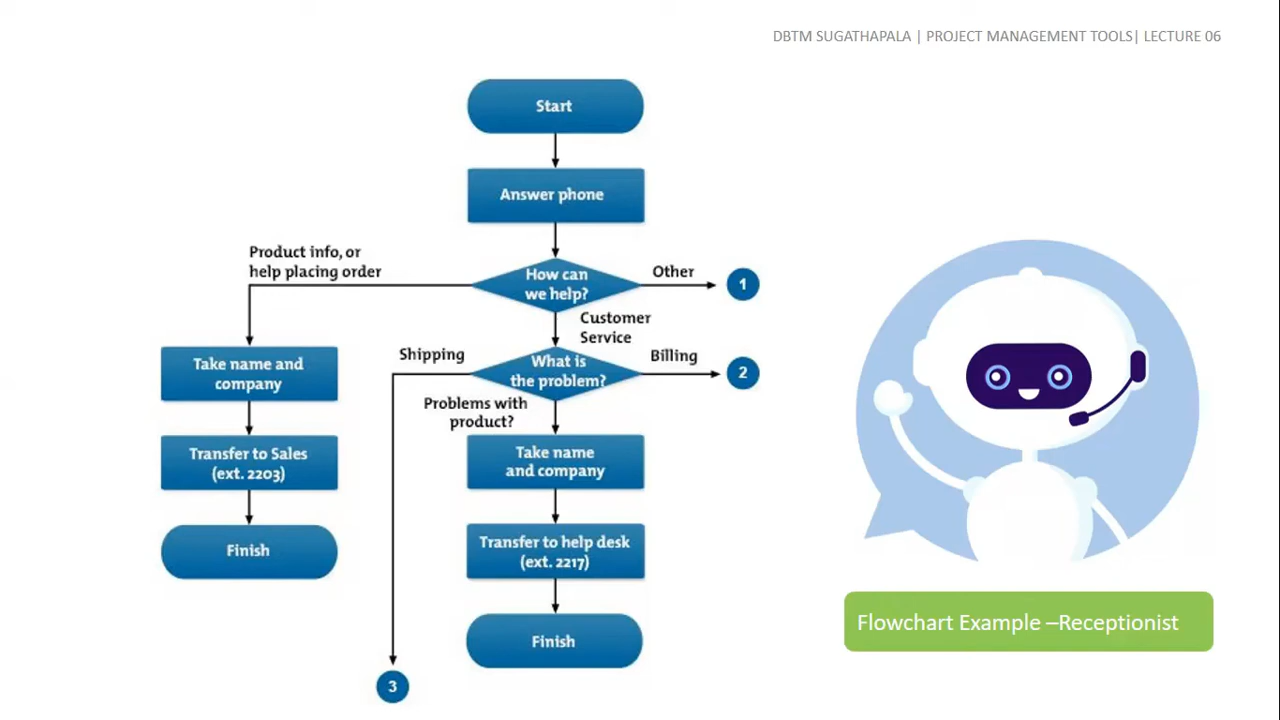 DBTM SUGATHAPALA | PROJECT MANAGEMENT TOOLS| LECTURE 06
Start
Answer phone
Product info, or
help placing order
How can
we help?
Other
1
Customer
Service
Take name and
company
Shipping
What is
the problem?
Billing
2
Problems with
product?
Transfer to Sales
(ext. 2203)
Take name
and company
Finish
Transfer to help desk
(ext. 2217)
Finish
3
Flowchart Example –Receptionist